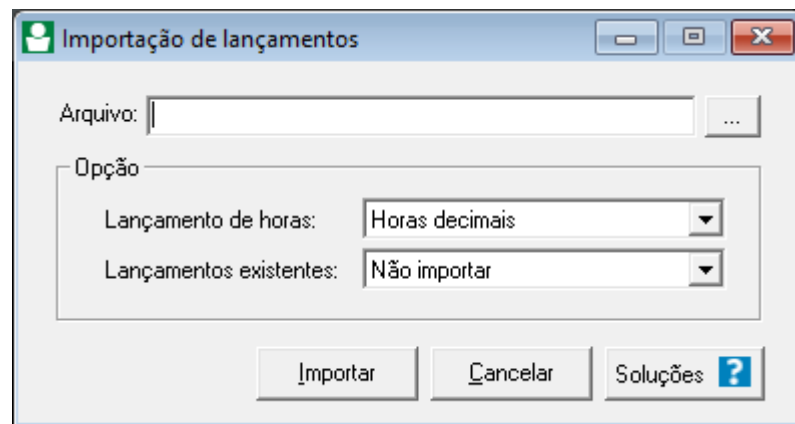 Importação de lançamentos
Arquivo: ...
Opção
Lançamento de horas: Horas decimais
Lançamentos existentes: Não importar
Importar Cancelar Soluções ?